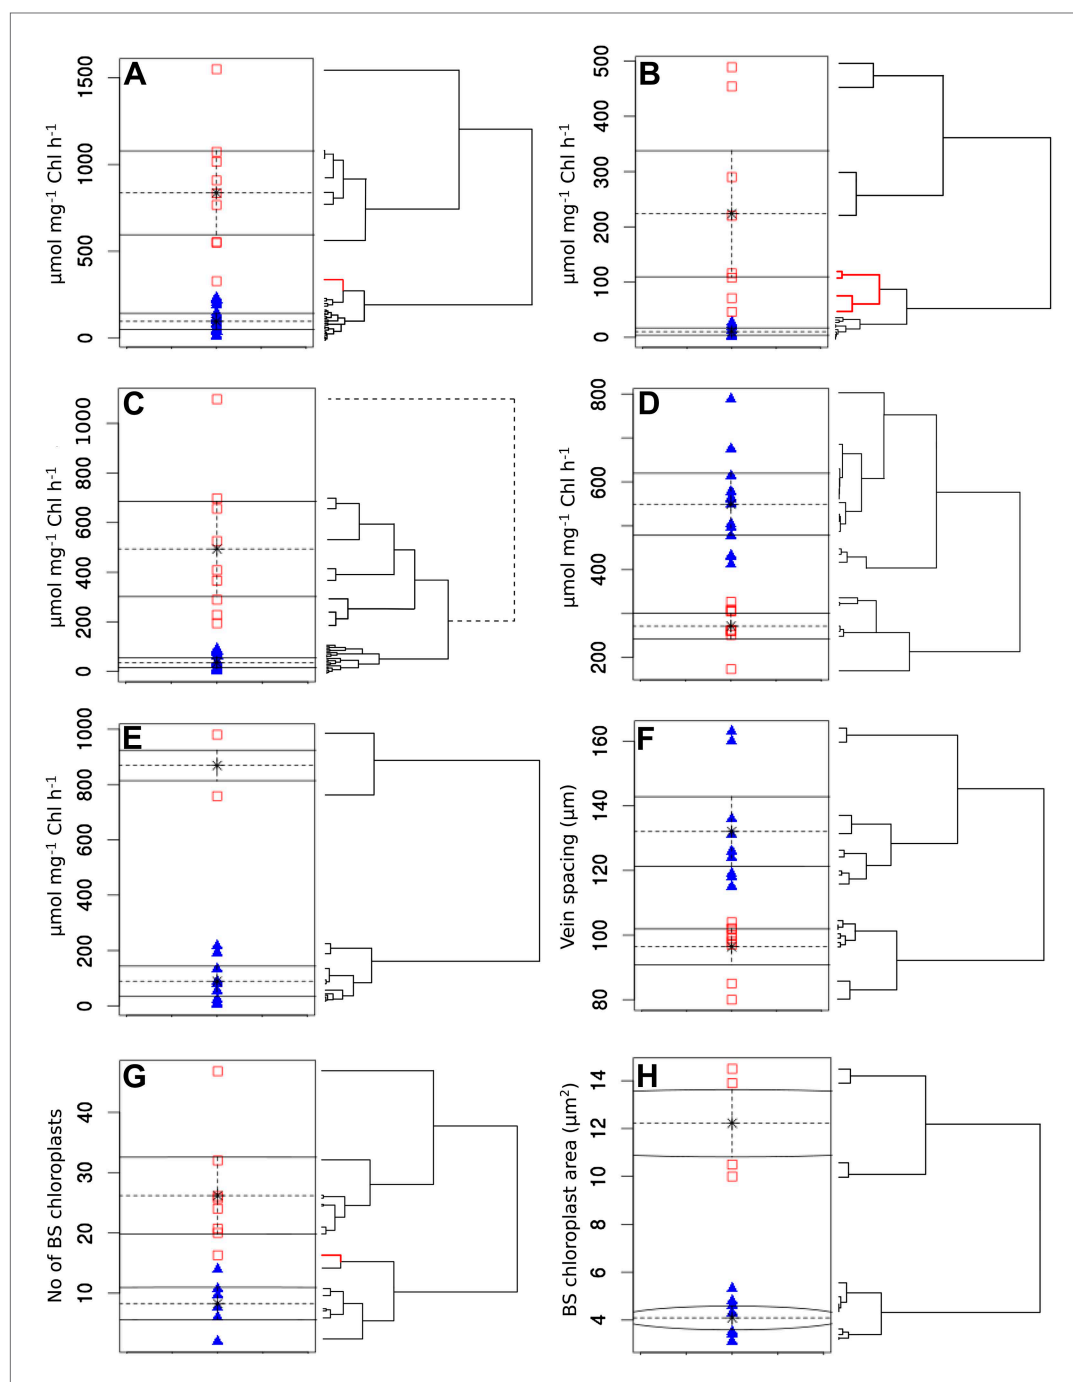 A
µmol mg-1 Chl h-1
1500
1000
500
0
B
µmol mg-1 Chl h-1
500
400
300
200
100
0
C
µmol mg-1 Chl h-1
1000
800
600
400
200
0
D
µmol mg-1 Chl h-1
800
600
400
200
E
µmol mg-1 Chl h-1
1000
800
600
400
200
0
F
Vein spacing (µm)
160
140
120
100
80
G
No of BS chloroplasts
40
30
20
10
H
BS chloroplast area (µm²)
14
12
10
8
6
4